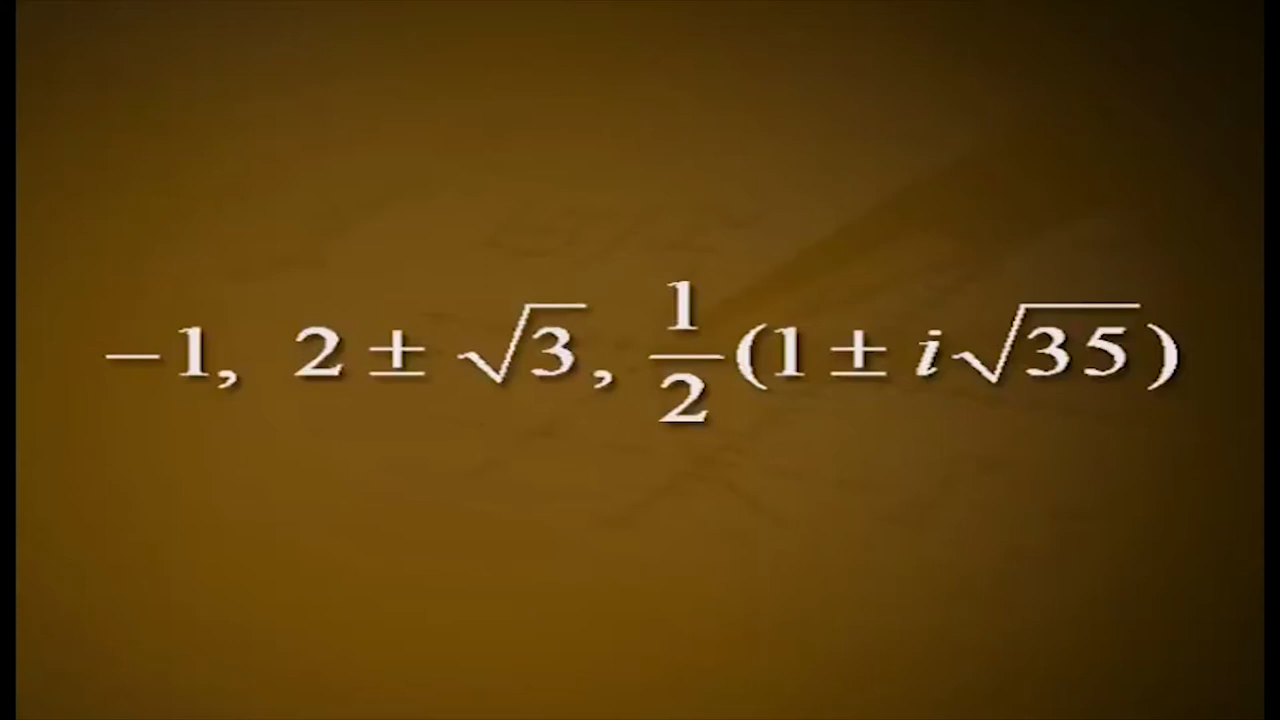 −1, 2 ± √3, 1/2 (1 ± i√35)